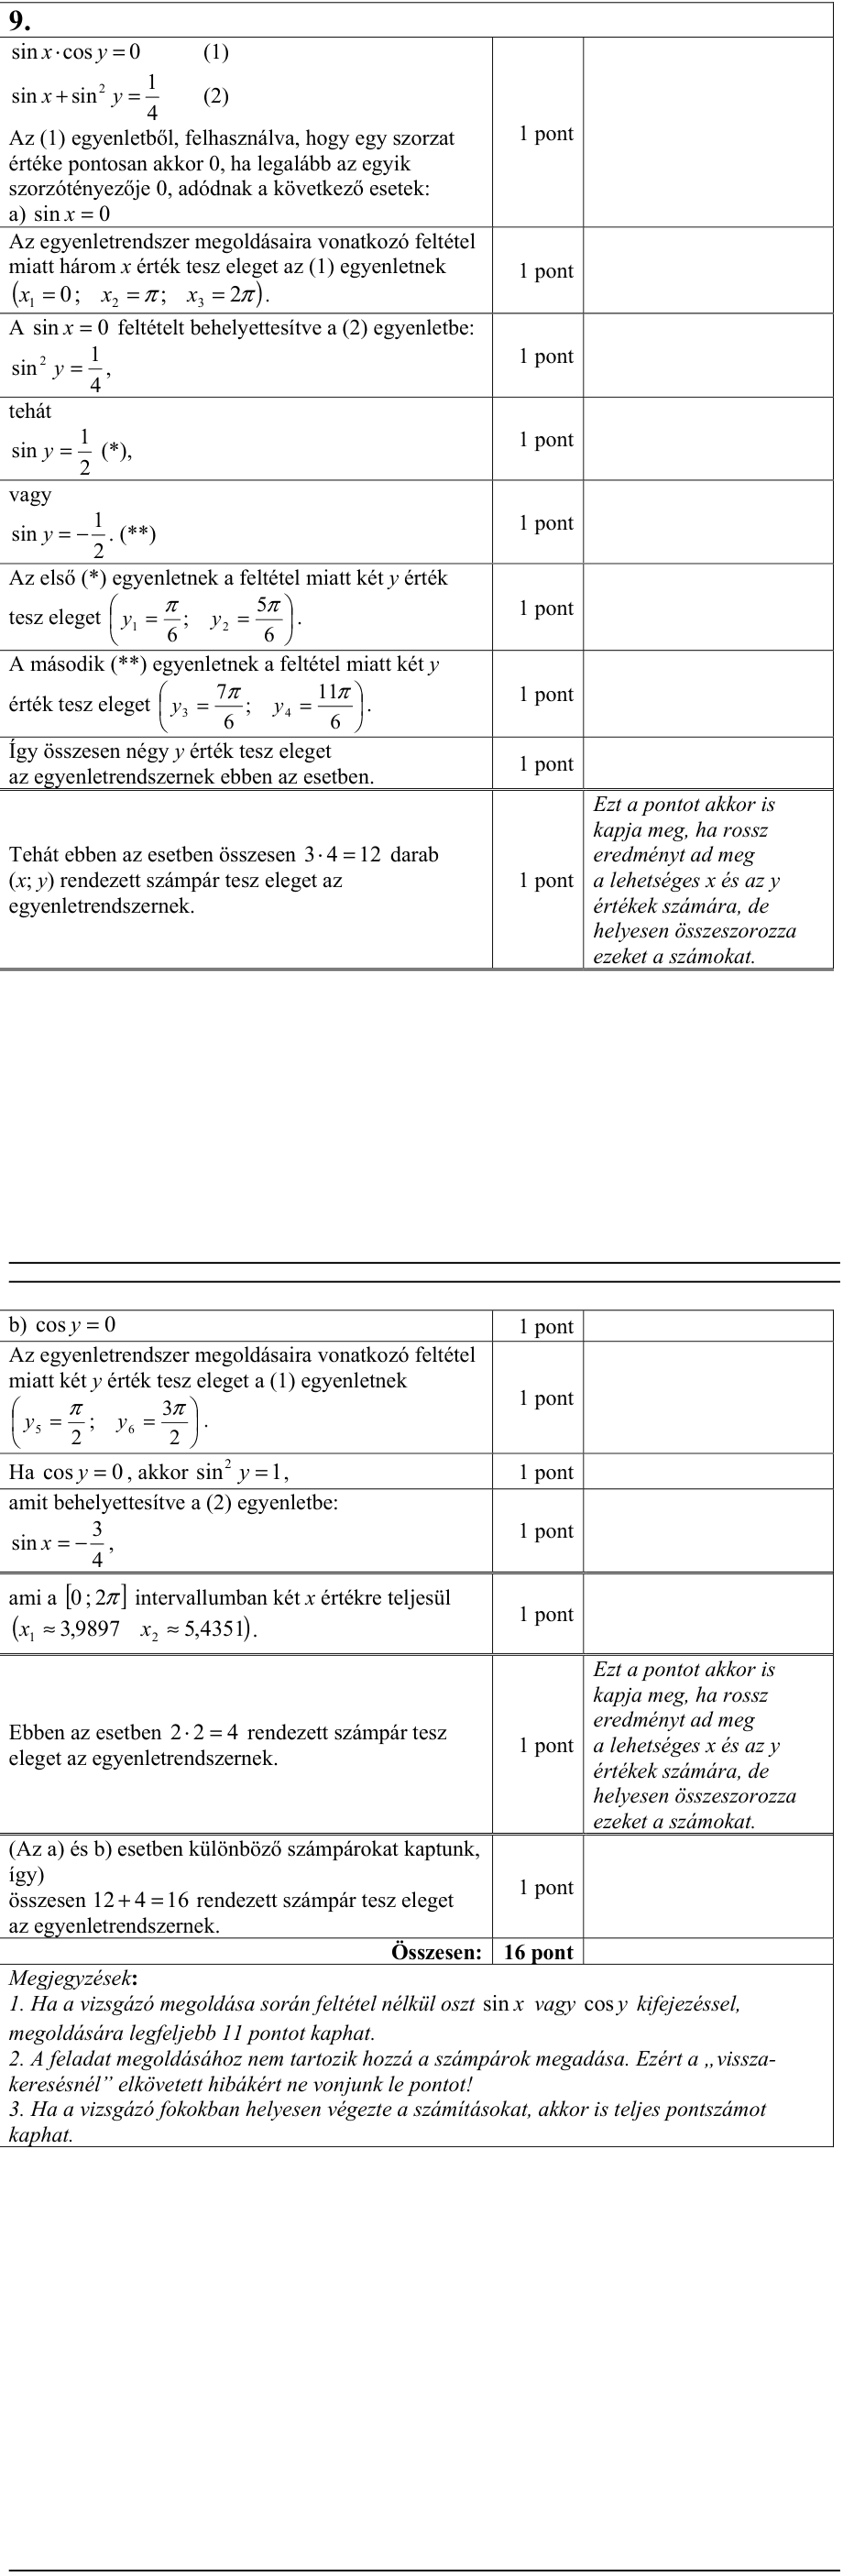 9.
sin x · cos y = 0 (1)
sin x + sin² y = 1/4 (2)
Az (1) egyenletből, felhasználva, hogy egy szorzat
értéke pontosan akkor 0, ha legalább az egyik
szorzótényezője 0, adódnak a következő esetek:
a) sin x = 0
1 pont
Az egyenletrendszer megoldásaira vonatkozó feltétel
miatt három x érték tesz eleget az (1) egyenletnek
(x₁ = 0; x₂ = π; x₃ = 2π).
1 pont
A sin x = 0 feltételt behelyettesítve a (2) egyenletbe:
sin² y = 1/4,
1 pont
tehát
sin y = 1/2 (*),
1 pont
vagy
sin y = −1/2. (**)
1 pont
Az első (*) egyenletnek a feltétel miatt két y érték
tesz eleget (y₁ = π/6; y₂ = 5π/6).
1 pont
A második (**) egyenletnek a feltétel miatt két y
érték tesz eleget (y₃ = 7π/6; y₄ = 11π/6).
1 pont
Így összesen négy y érték tesz eleget
az egyenletrendszernek ebben az esetben.
1 pont
Tehát ebben az esetben összesen 3·4 = 12 darab
(x; y) rendezett számpár tesz eleget az
egyenletrendszernek.
1 pont
Ezt a pontot akkor is
kapja meg, ha rossz
eredményt ad meg
a lehetséges x és az y
értékek számára, de
helyesen összeszorozza
ezeket a számokat.
b) cos y = 0
1 pont
Az egyenletrendszer megoldásaira vonatkozó feltétel
miatt két y érték tesz eleget a (1) egyenletnek
(y₅ = π/2; y₆ = 3π/2).
1 pont
Ha cos y = 0, akkor sin² y = 1,
1 pont
amit behelyettesítve a (2) egyenletbe:
sin x = −3/4,
1 pont
ami a [0; 2π] intervallumban két x értékre teljesül
(x₁ ≈ 3,9897 x₂ ≈ 5,4351).
1 pont
Ebben az esetben 2·2 = 4 rendezett számpár tesz
eleget az egyenletrendszernek.
1 pont
Ezt a pontot akkor is
kapja meg, ha rossz
eredményt ad meg
a lehetséges x és az y
értékek számára, de
helyesen összeszorozza
ezeket a számokat.
(Az a) és b) esetben különböző számpárokat kaptunk,
így)
összesen 12 + 4 = 16 rendezett számpár tesz eleget
az egyenletrendszernek.
1 pont
Összesen: 16 pont
Megjegyzések:
1. Ha a vizsgázó megoldása során feltétel nélkül oszt sin x vagy cos y kifejezéssel,
megoldására legfeljebb 11 pontot kaphat.
2. A feladat megoldásához nem tartozik hozzá a számpárok megadása. Ezért a „vissza-
keresésnél” elkövetett hibákért ne vonjunk le pontot!
3. Ha a vizsgázó fokokban helyesen végezte a számításokat, akkor is teljes pontszámot
kaphat.